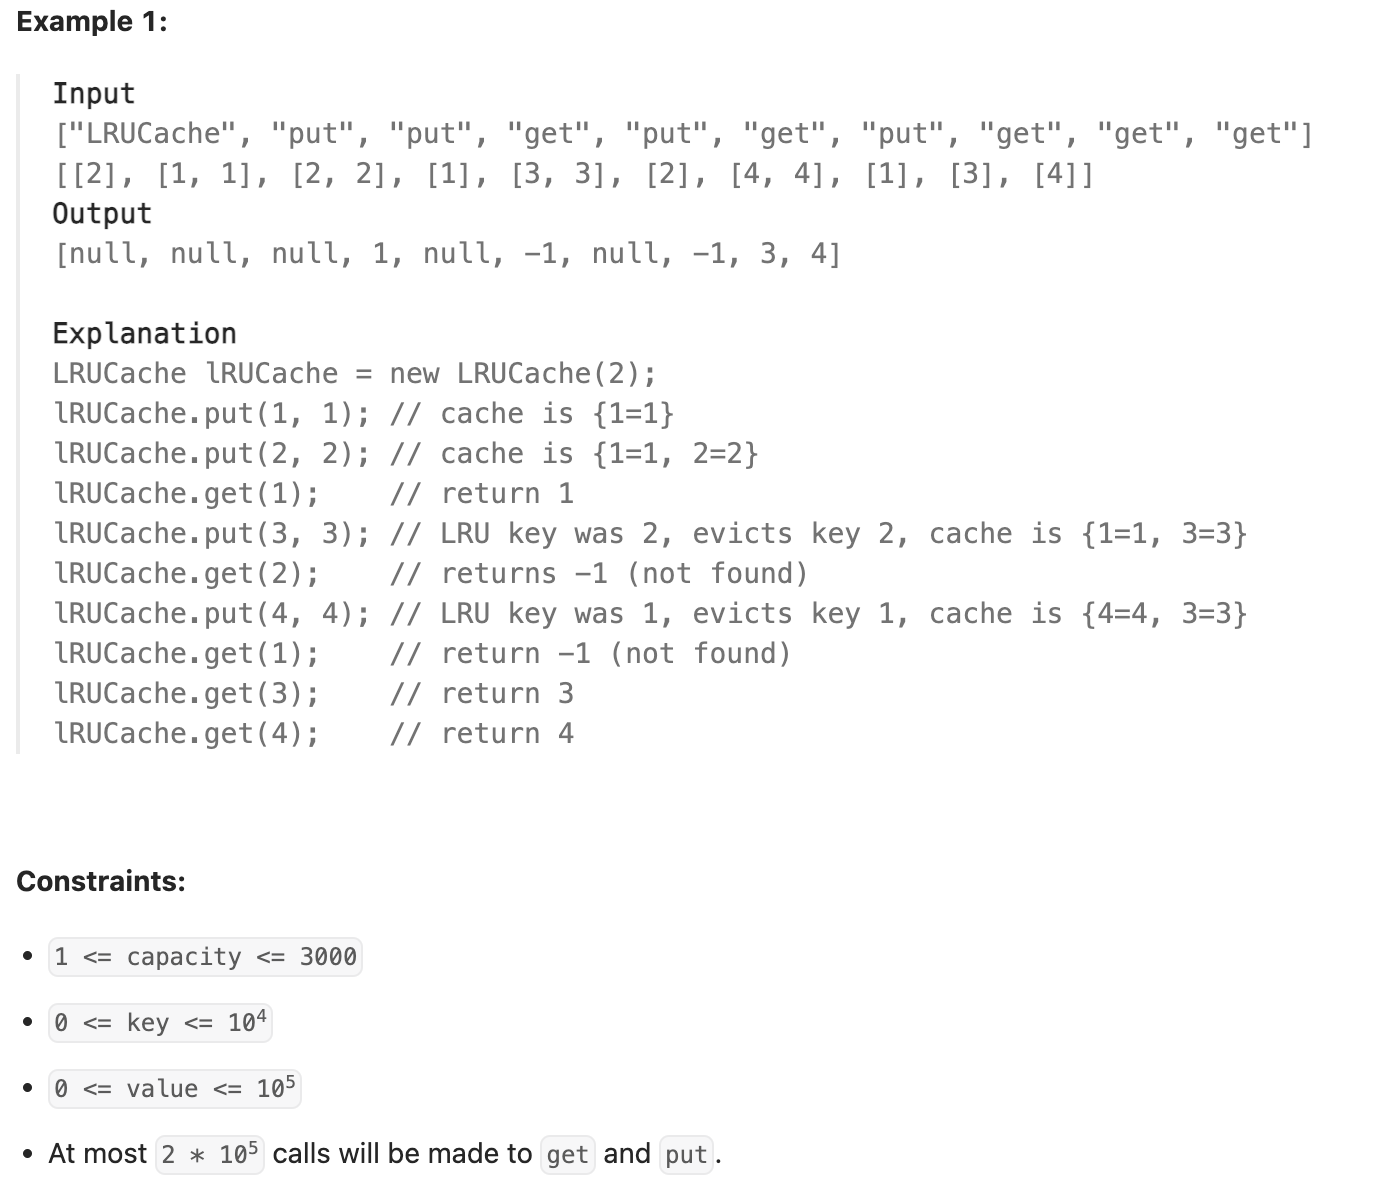 Example 1:
Input
["LRUCache", "put", "put", "get", "put", "get", "put", "get", "get", "get"]
[[2], [1, 1], [2, 2], [1], [3, 3], [2], [4, 4], [1], [3], [4]]
Output
[null, null, null, 1, null, -1, null, -1, 3, 4]
Explanation
LRUCache lRUCache = new LRUCache(2);
lRUCache.put(1, 1); // cache is {1=1}
lRUCache.put(2, 2); // cache is {1=1, 2=2}
lRUCache.get(1);    // return 1
lRUCache.put(3, 3); // LRU key was 2, evicts key 2, cache is {1=1, 3=3}
lRUCache.get(2);    // returns -1 (not found)
lRUCache.put(4, 4); // LRU key was 1, evicts key 1, cache is {4=4, 3=3}
lRUCache.get(1);    // return -1 (not found)
lRUCache.get(3);    // return 3
lRUCache.get(4);    // return 4
Constraints:
• 1 <= capacity <= 3000
• 0 <= key <= 10⁴
• 0 <= value <= 10⁵
• At most 2 * 10⁵ calls will be made to get and put.